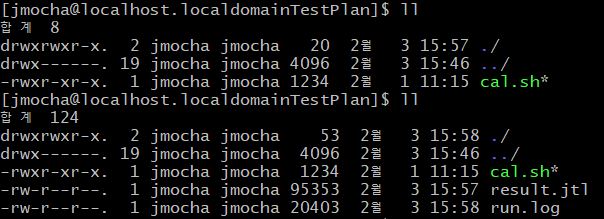 [jmocha@localhost.localdomainTestPlan]$ ll
합계 8
drwxrwxr-x. 2 jmocha jmocha 20 2월 3 15:57 ./
drwx------. 19 jmocha jmocha 4096 2월 3 15:46 ../
-rwxr-xr-x. 1 jmocha jmocha 1234 2월 1 11:15 cal.sh*
[jmocha@localhost.localdomainTestPlan]$ ll
합계 124
drwxrwxr-x. 2 jmocha jmocha 53 2월 3 15:58 ./
drwx------. 19 jmocha jmocha 4096 2월 3 15:46 ../
-rwxr-xr-x. 1 jmocha jmocha 1234 2월 1 11:15 cal.sh*
-rw-r--r--. 1 jmocha jmocha 95353 2월 3 15:57 result.jtl
-rw-r--r--. 1 jmocha jmocha 20403 2월 3 15:58 run.log